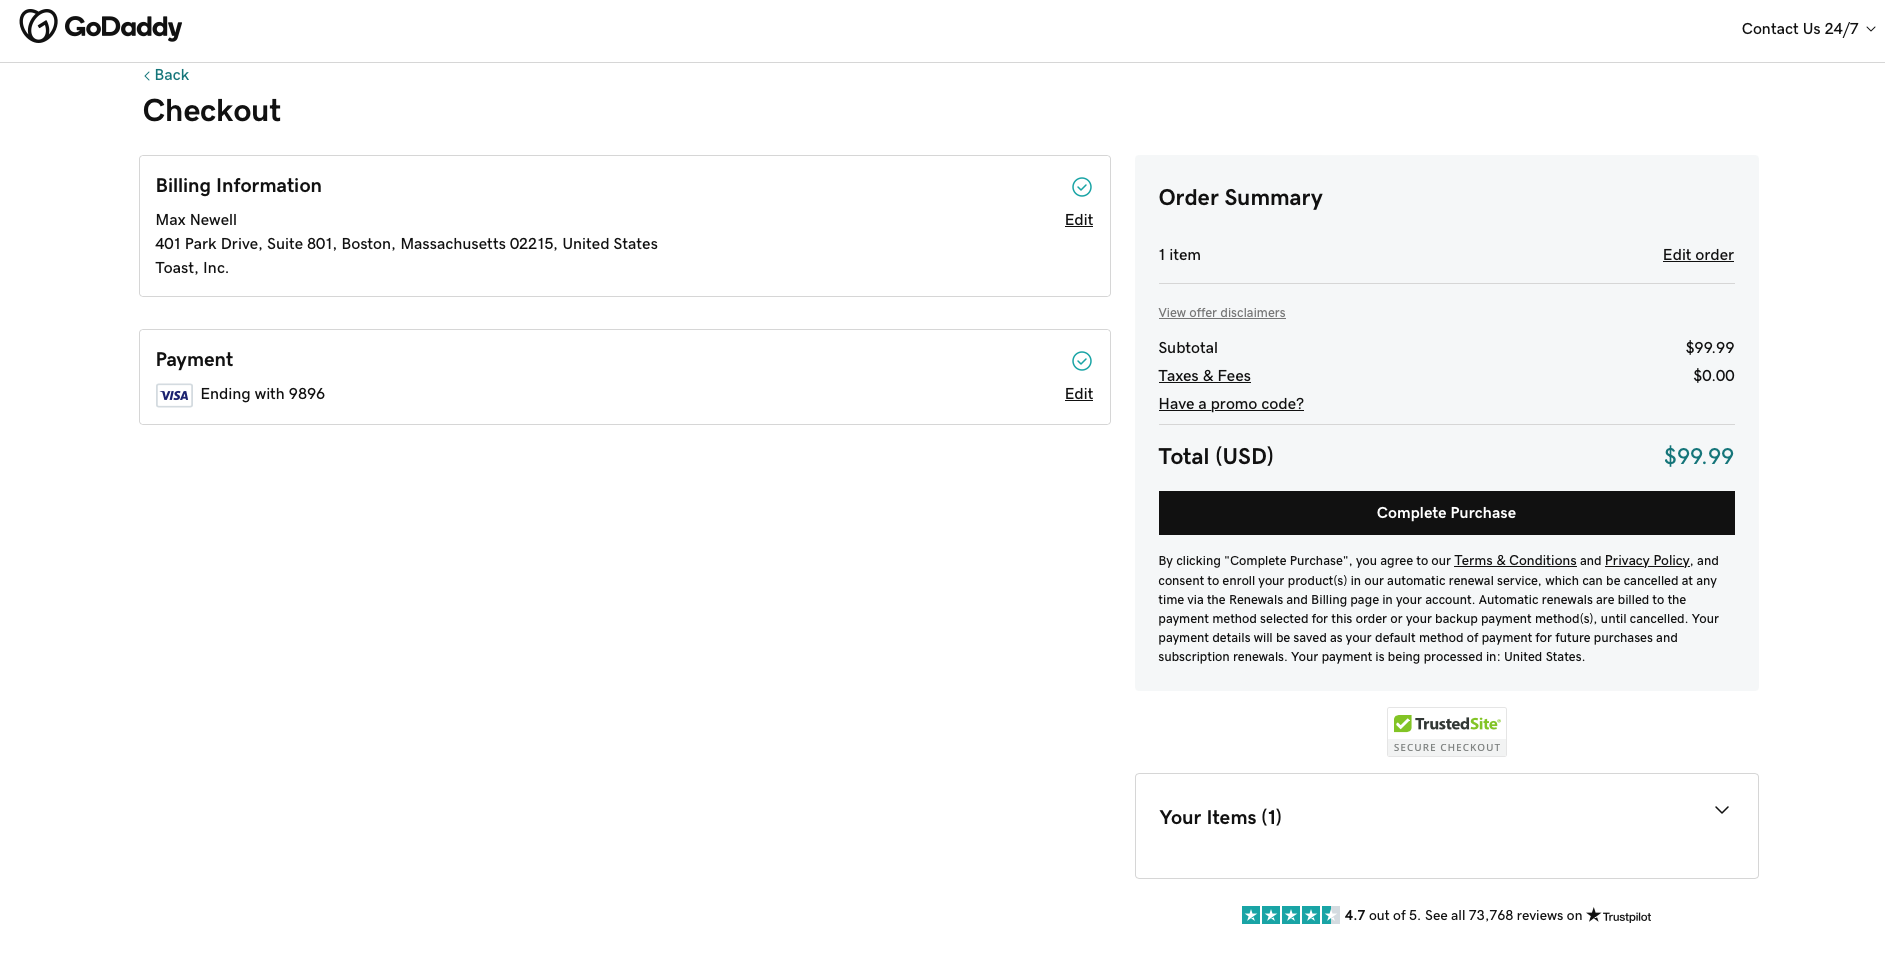 GoDaddy
Contact Us 24/7
Back
Checkout
Billing Information
Max Newell
Edit
401 Park Drive, Suite 801, Boston, Massachusetts 02215, United States
Toast, Inc.
Payment
VISA Ending with 9896
Edit
Order Summary
1 item
Edit order
View offer disclaimers
Subtotal $99.99
Taxes & Fees $0.00
Have a promo code?
Total (USD) $99.99
Complete Purchase
By clicking "Complete Purchase", you agree to our Terms & Conditions and Privacy Policy, and
consent to enroll your product(s) in our automatic renewal service, which can be cancelled at any
time via the Renewals and Billing page in your account. Automatic renewals are billed to the
payment method selected for this order or your backup payment method(s), until cancelled. Your
payment details will be saved as your default method of payment for future purchases and
subscription renewals. Your payment is being processed in: United States.
TrustedSite
SECURE CHECKOUT
Your Items (1)
4.7 out of 5. See all 73,768 reviews on Trustpilot